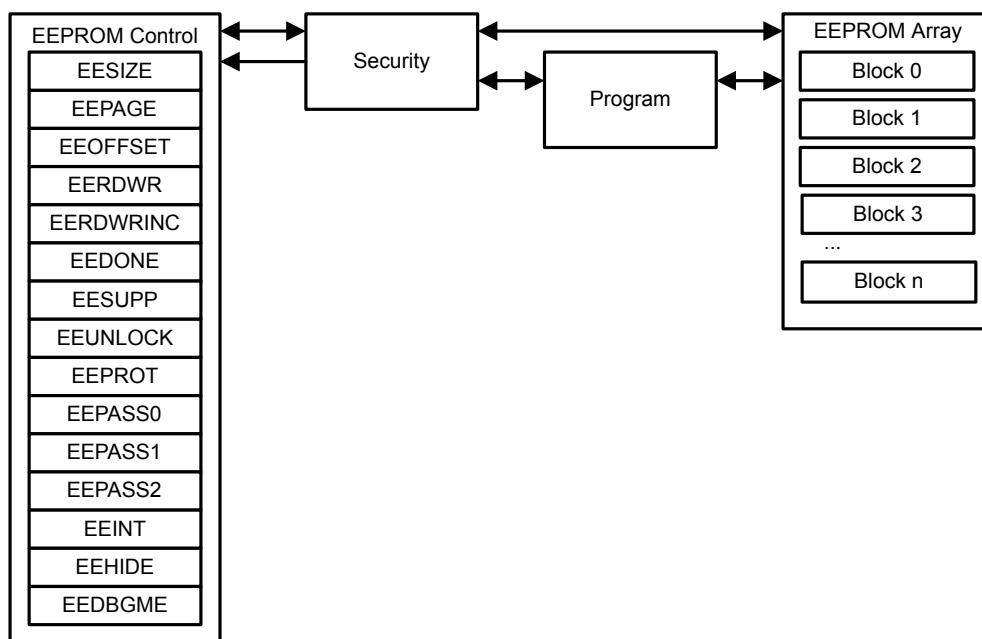 EEPROM Control
EESIZE
EEPAGE
EEOFFSET
EERDWR
EERDWRINC
EEDONE
EESUPP
EEUNLOCK
EEPROT
EEPASS0
EEPASS1
EEPASS2
EEINT
EEHIDE
EEDBGME
Security
Program
EEPROM Array
Block 0
Block 1
Block 2
Block 3
...
Block n